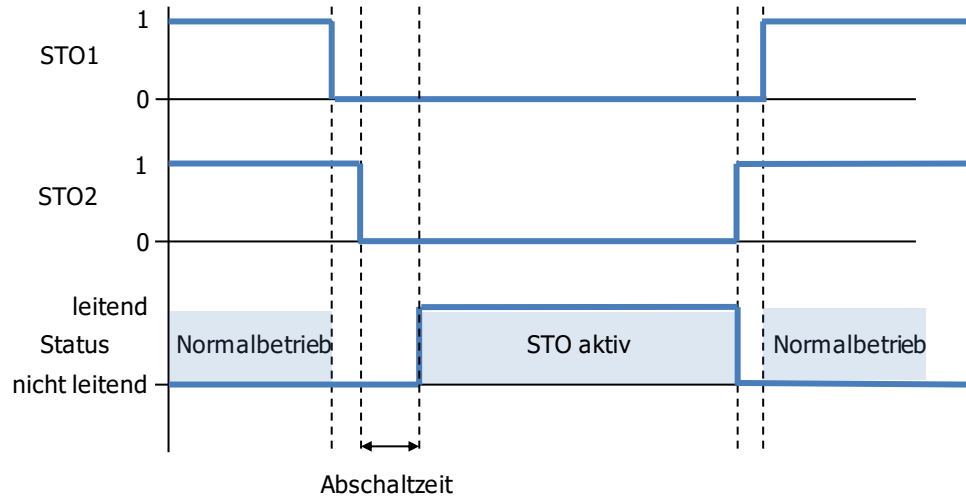 1
STO1
0
1
STO2
0
leitend
Normalbetrieb
STO aktiv
Normalbetrieb
Status
nicht leitend
Abschaltzeit